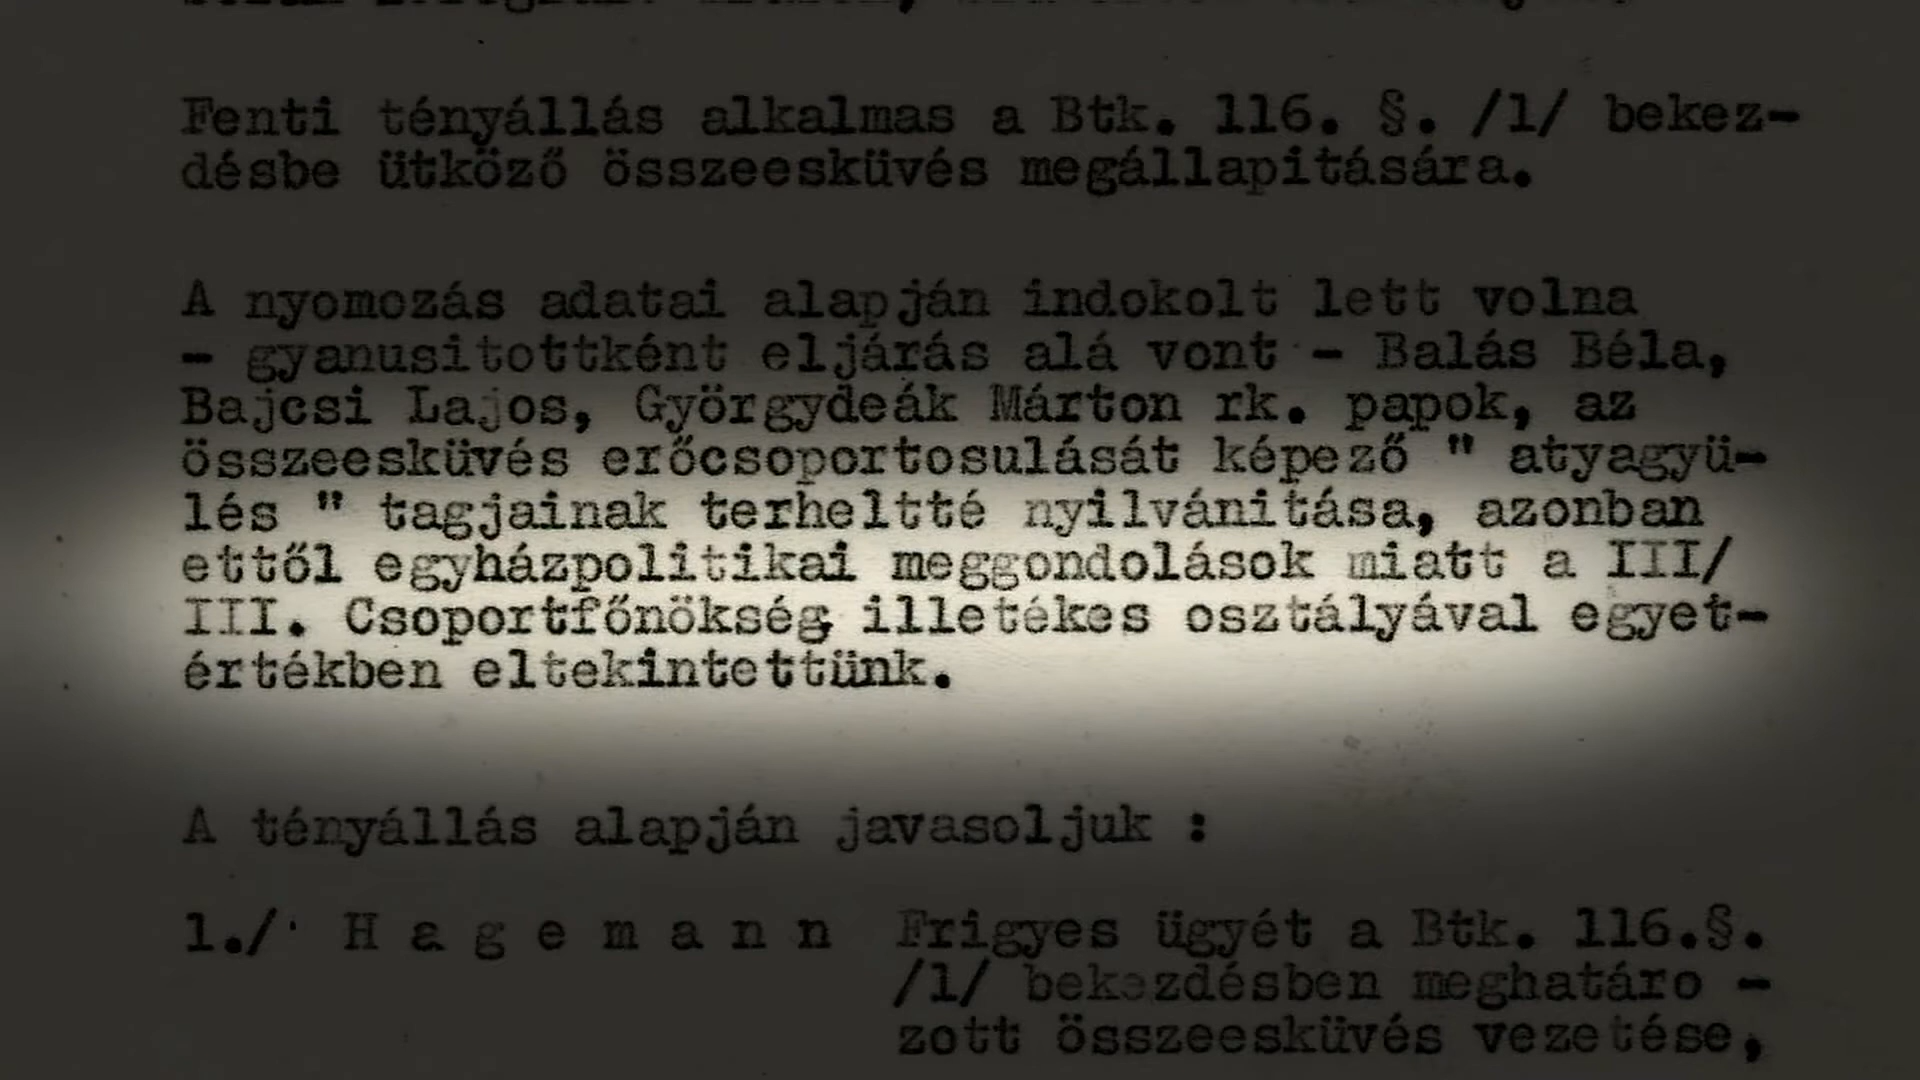 Fenti tényállás alkalmas a Btk. 116. §. /1/ bekez-
désbe ütköző összeesküvés megállapitására.
A nyomozás adatai alapján indokolt lett volna
- gyanusitottként eljárás alá vont - Balás Béla,
Bajcsi Lajos, Györgydeák Márton rk. papok, az
összeesküvés erőcsoportosulását képező " atyagyü-
lés " tagjainak terheltté nyilvánitása, azonban
ettől egyházpolitikai meggondolások miatt a III/
III. Csoportfőnökség illetékes osztályával egyet-
értékben eltekintettünk.
A tényállás alapján javasoljuk :
1./ H a g e m a n n Frigyes ügyét a Btk. 116.§.
/1/ bekezdésben meghatáro -
zott összeesküvés vezetése,